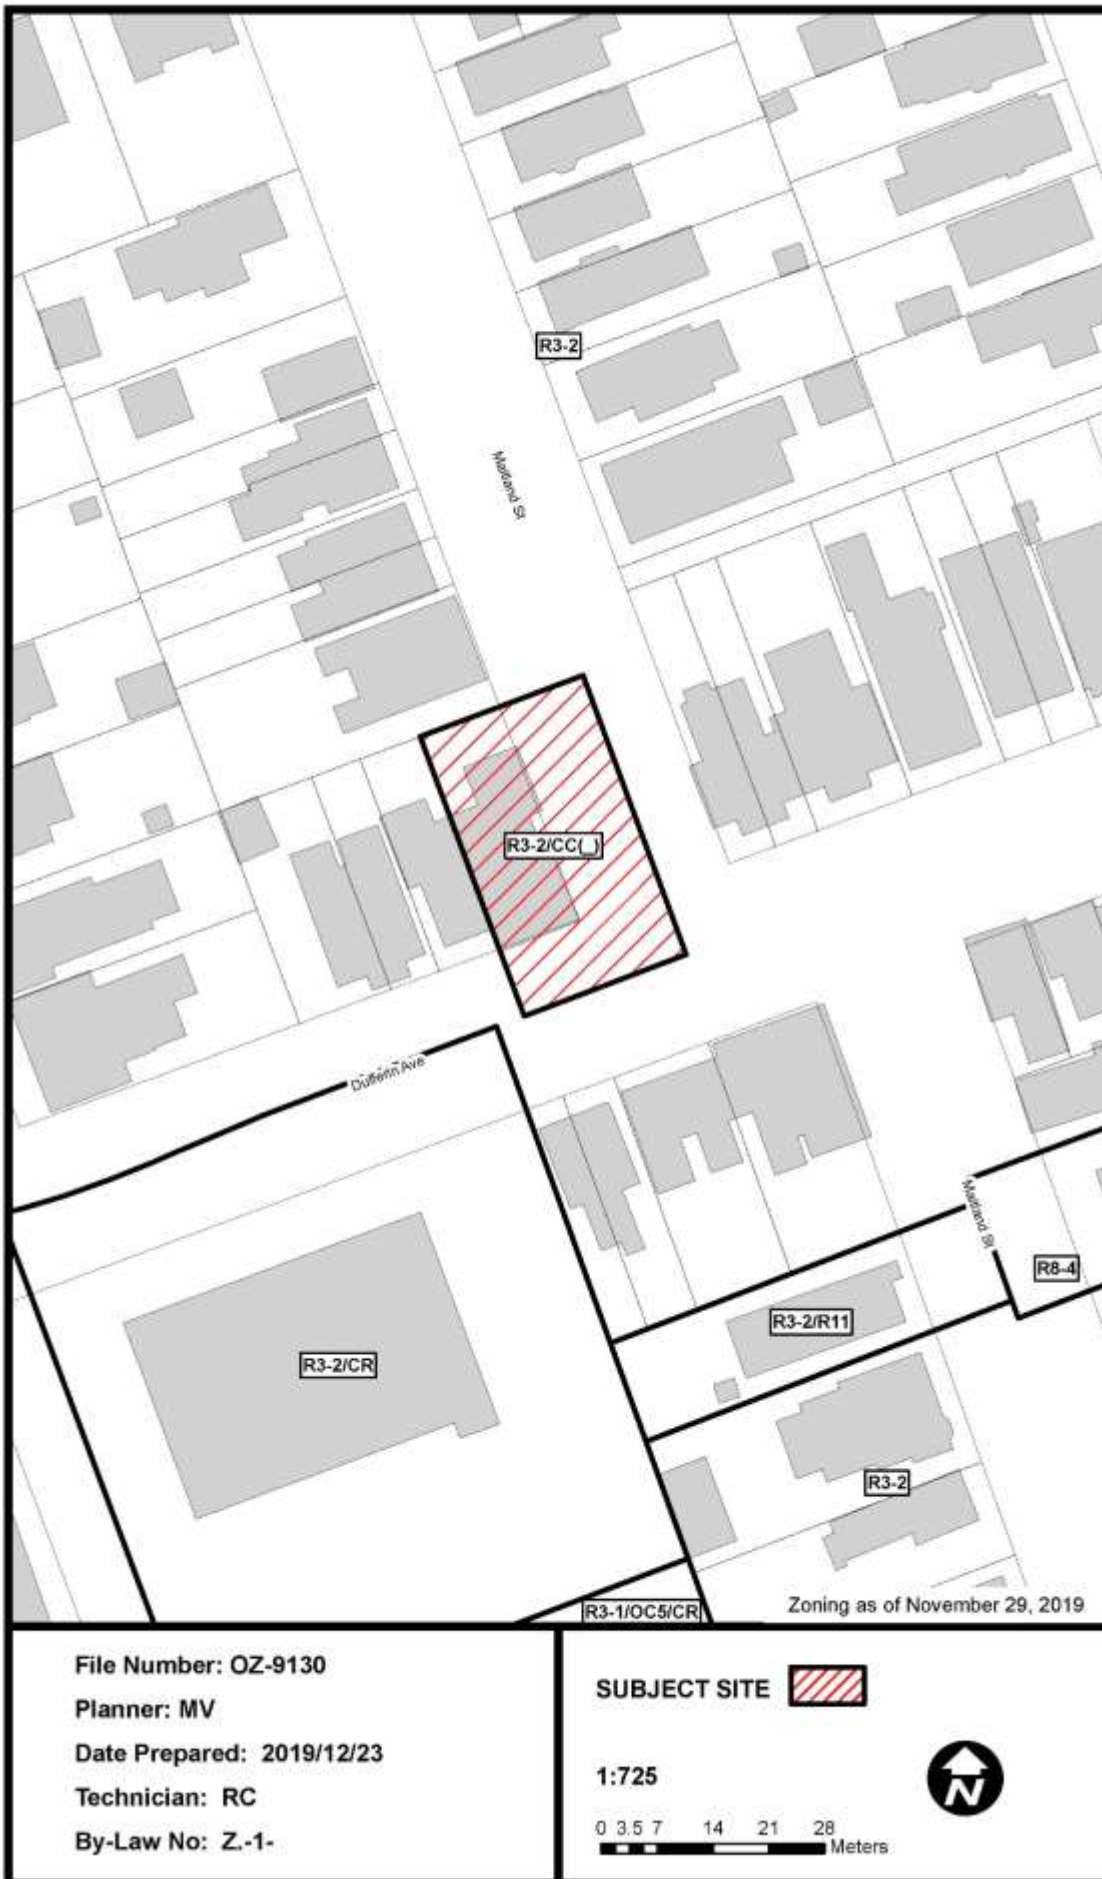 R3-2
Maitland St
R3-2/CC(_)
Dufferin Ave
Maitland St
R8-4
R3-2/R11
R3-2/CR
R3-2
R3-1/OC5/CR
Zoning as of November 29, 2019
File Number: OZ-9130
Planner: MV
Date Prepared: 2019/12/23
Technician: RC
By-Law No: Z.-1-
SUBJECT SITE
1:725
N
0 3.5 7 14 21 28
Meters